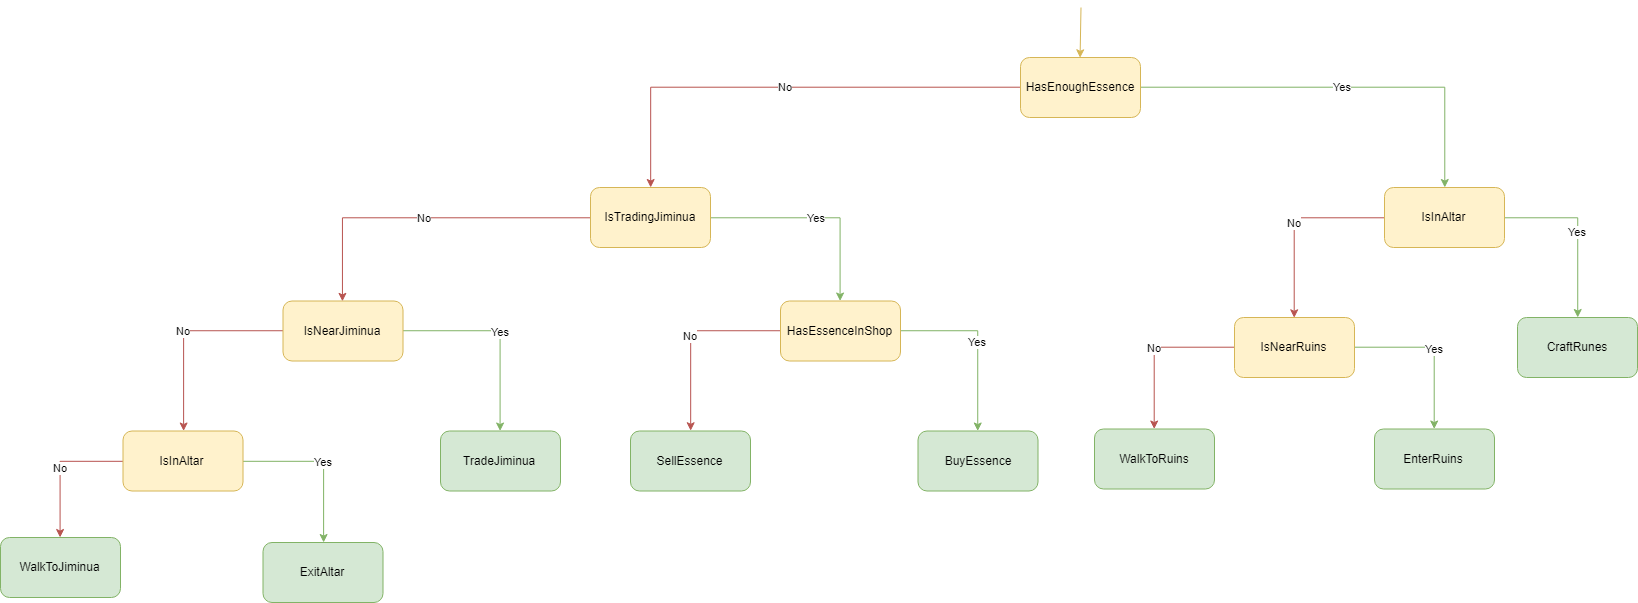 HasEnoughEssence
No
Yes
IsTradingJiminua
IsInAltar
No
Yes
No
Yes
IsNearJiminua
HasEssenceInShop
IsNearRuins
CraftRunes
No
Yes
No
Yes
No
Yes
IsInAltar
TradeJiminua
SellEssence
BuyEssence
WalkToRuins
EnterRuins
No
Yes
WalkToJiminua
ExitAltar